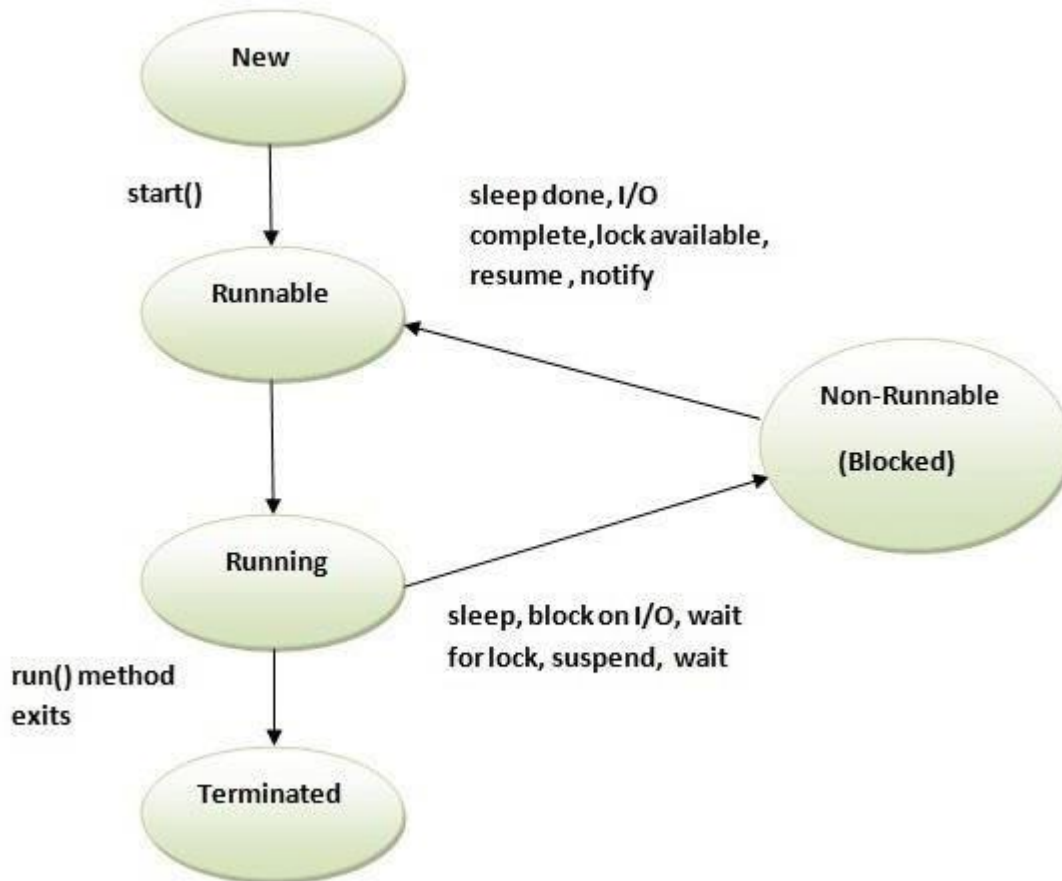 New
start()
sleep done, I/O
complete,lock available,
resume , notify
Runnable
Non-Runnable
(Blocked)
Running
sleep, block on I/O, wait
for lock, suspend, wait
run() method
exits
Terminated